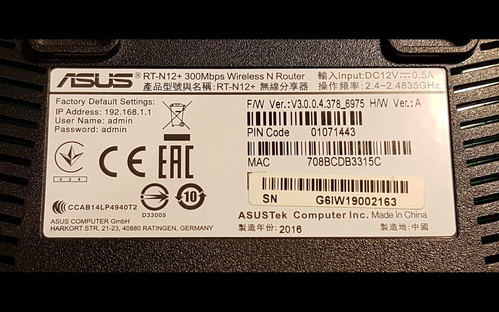 ASUS RT-N12+ 300Mbps Wireless N Router
產品型號與名稱: RT-N12+ 無線分享器
輸入Input:DC12V⎓0.5A
操作頻率: 2.4~2.4835GHz
Factory Default Settings:
IP Address: 192.168.1.1
User Name: admin
Password: admin
F/W Ver.: V3.0.0.4.378_6975 H/W Ver.: A
PIN Code 01071443
MAC 708BCDB3315C
CE EAC
CCAB14LP4940T2
D33005
10
SN G6IW19002163
ASUS COMPUTER GmbH
HARKORT STR. 21-23, 40880 RATINGEN, GERMANY
ASUSTek Computer Inc. Made in China
製造年份: 2016 製造地: 中國